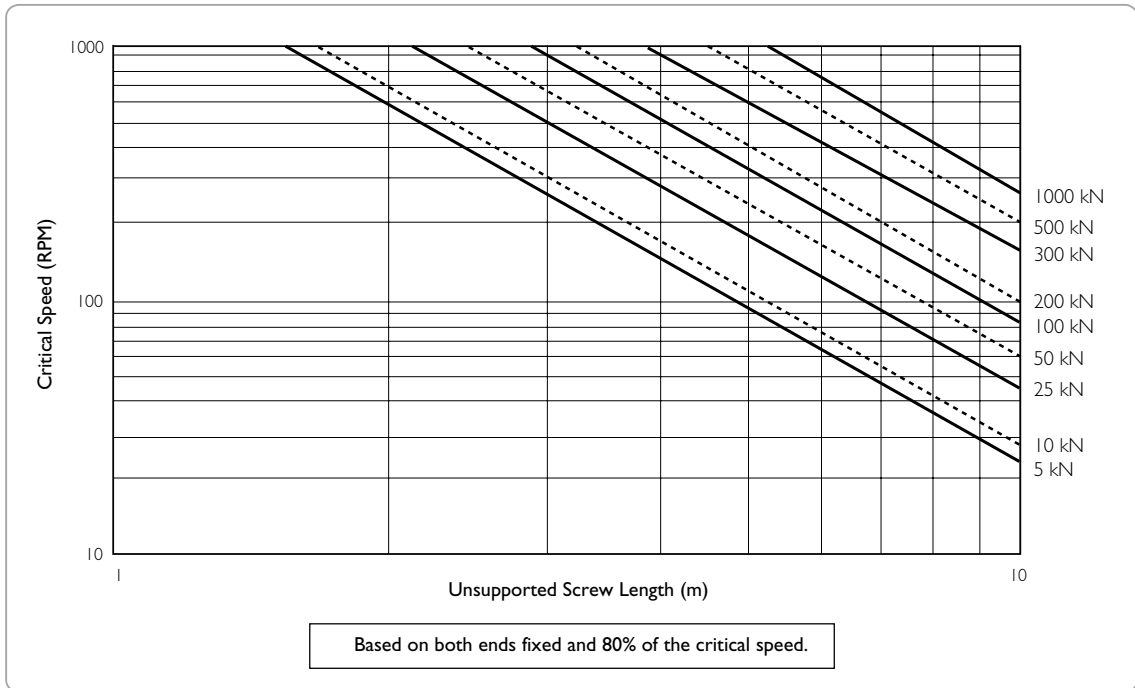 1000
100
10
Critical Speed (RPM)
1
10
Unsupported Screw Length (m)
1000 kN
500 kN
300 kN
200 kN
100 kN
50 kN
25 kN
10 kN
5 kN
Based on both ends fixed and 80% of the critical speed.